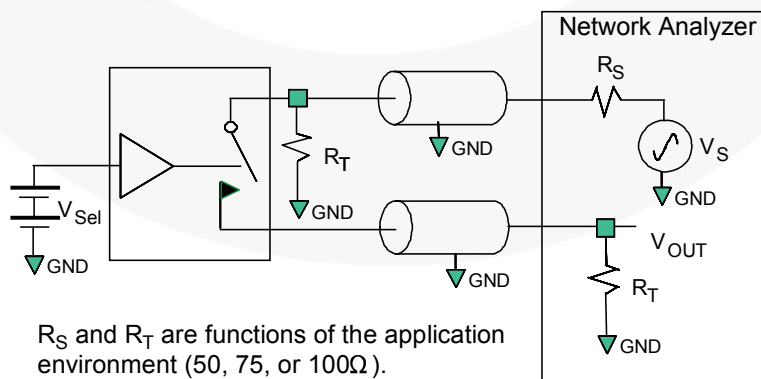 Network Analyzer
R_S
V_S
GND
R_T
GND
GND
V_Sel
GND
GND
V_OUT
R_T
GND
R_S and R_T are functions of the application
environment (50, 75, or 100Ω).